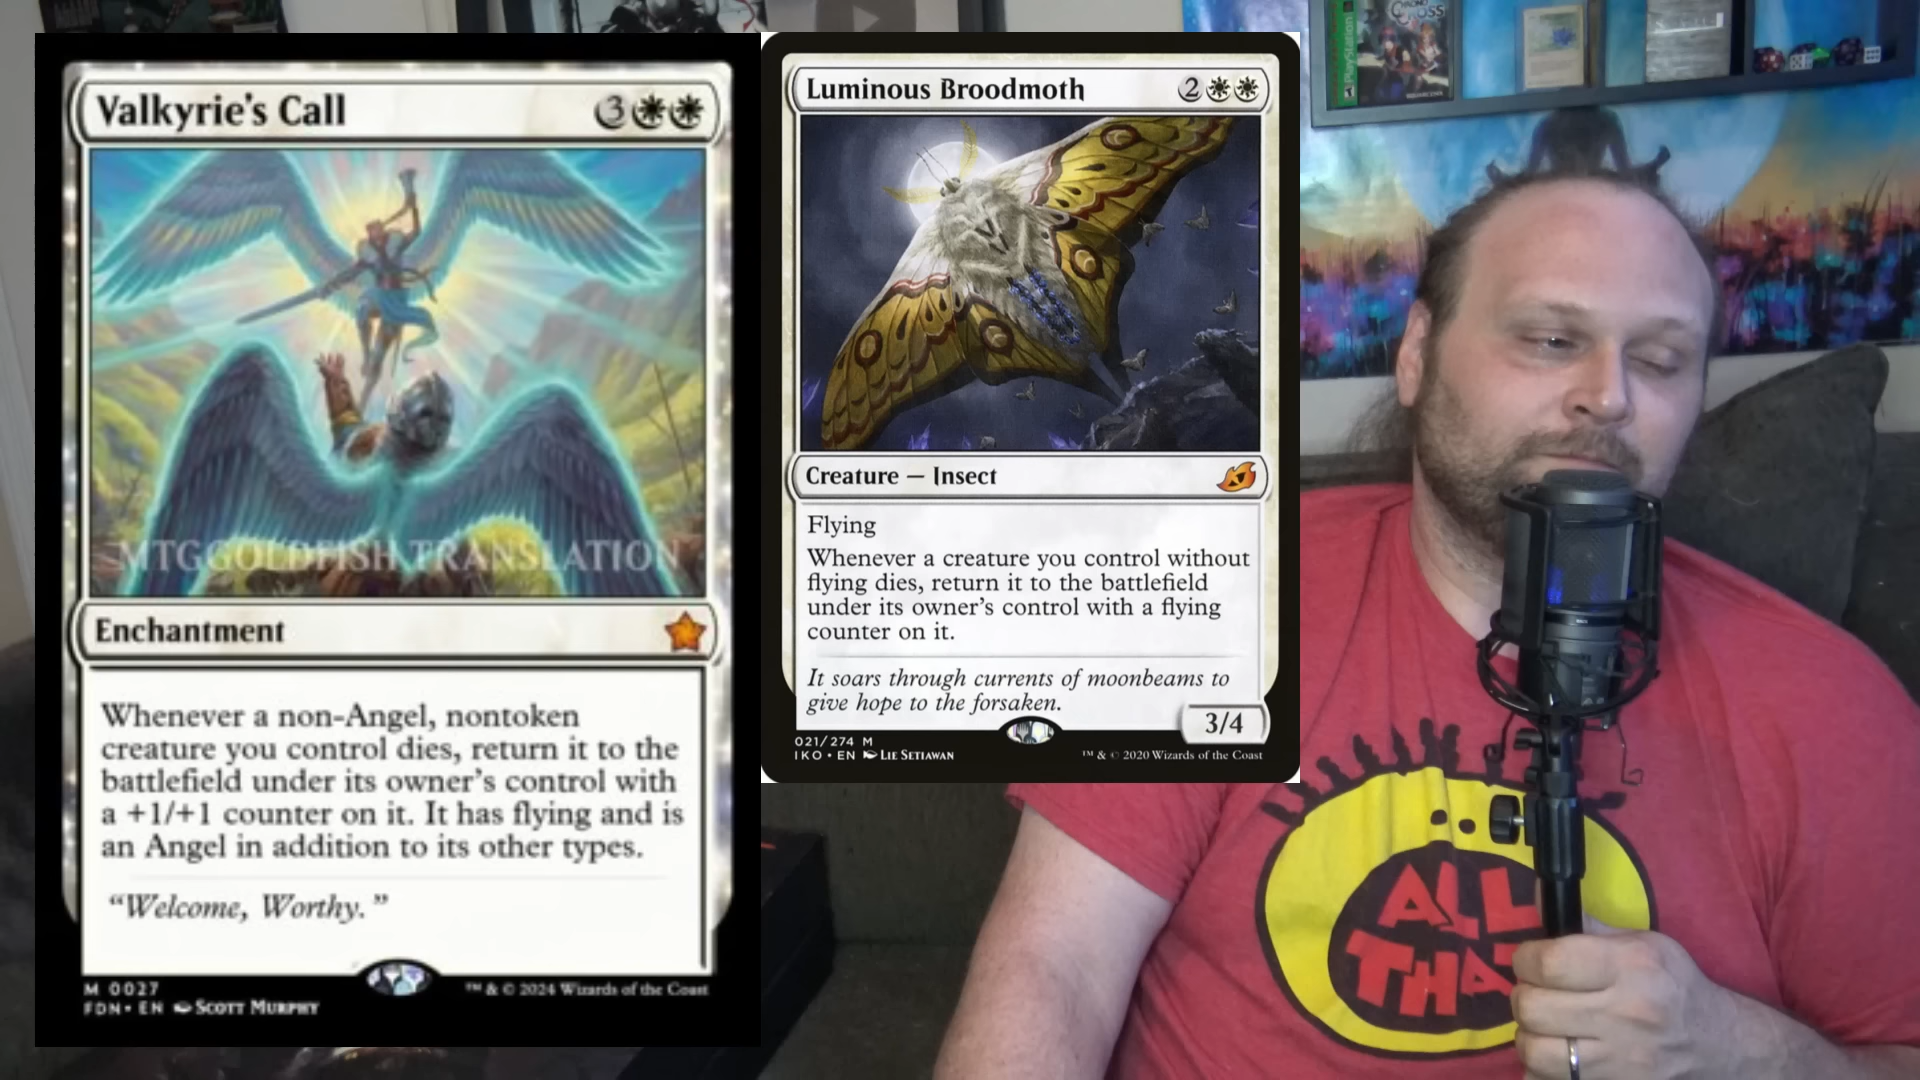 Valkyrie's Call
3
MTGGOLDFISH TRANSLATION
Enchantment
Whenever a non-Angel, nontoken
creature you control dies, return it to the
battlefield under its owner's control with
a +1/+1 counter on it. It has flying and is
an Angel in addition to its other types.
"Welcome, Worthy."
M 0027
FDN • EN SCOTT MURPHY
™ & © 2024 Wizards of the Coast
Luminous Broodmoth
2
Creature — Insect
Flying
Whenever a creature you control without
flying dies, return it to the battlefield
under its owner's control with a flying
counter on it.
It soars through currents of moonbeams to
give hope to the forsaken.
3/4
021/274 M
IKO • EN LIE SETIAWAN
™ & © 2020 Wizards of the Coast
PlayStation
CHRONO
CROSS
ALL
THA